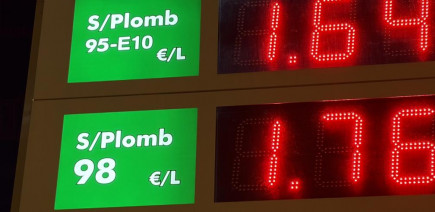 S/Plomb
95-E10
€/L
1.64
S/Plomb
98
€/L
1.76